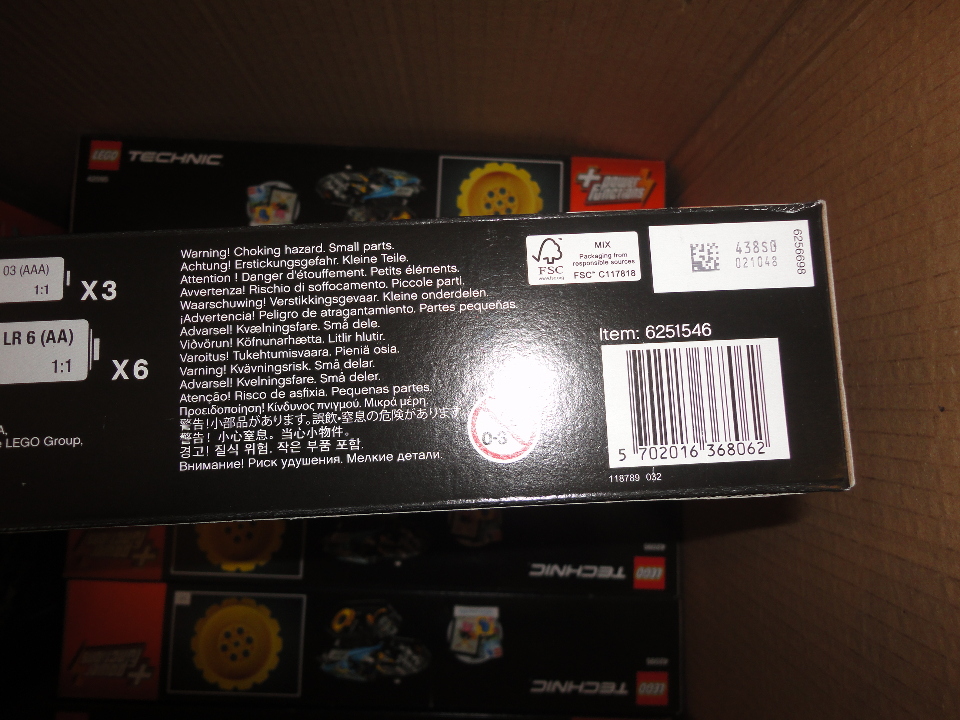 LEGO TECHNIC
+ power functions
03 (AAA)
1:1
X3
LR 6 (AA)
1:1
X6
LEGO Group,
Warning! Choking hazard. Small parts.
Achtung! Erstickungsgefahr. Kleine Teile.
Attention ! Danger d'étouffement. Petits éléments.
Avvertenza! Rischio di soffocamento. Piccole parti.
Waarschuwing! Verstikkingsgevaar. Kleine onderdelen.
¡Advertencia! Peligro de atragantamiento. Partes pequeñas.
Advarsel! Kvælningsfare. Små dele.
Viðvörun! Köfnunarhætta. Litlir hlutir.
Varoitus! Tukehtumisvaara. Pieniä osia.
Varning! Kvävningsrisk. Små delar.
Advarsel! Kvelningsfare. Små deler.
Atenção! Risco de asfixia. Pequenas partes.
Προειδοποίηση! Κίνδυνος πνιγμού. Μικρά μέρη.
警告!小部品があります。誤飲・窒息の危険があります
警告! 小心窒息。当心小物件。
경고! 질식 위험. 작은 부품 포함.
Внимание! Риск удушения. Мелкие детали.
0-3
FSC
MIX
Packaging from
responsible sources
FSC™ C117818
438S0
021048
6256698
Item: 6251546
5 702016 368062
118789 032
TECHNIC LEGO
TECHNIC LEGO